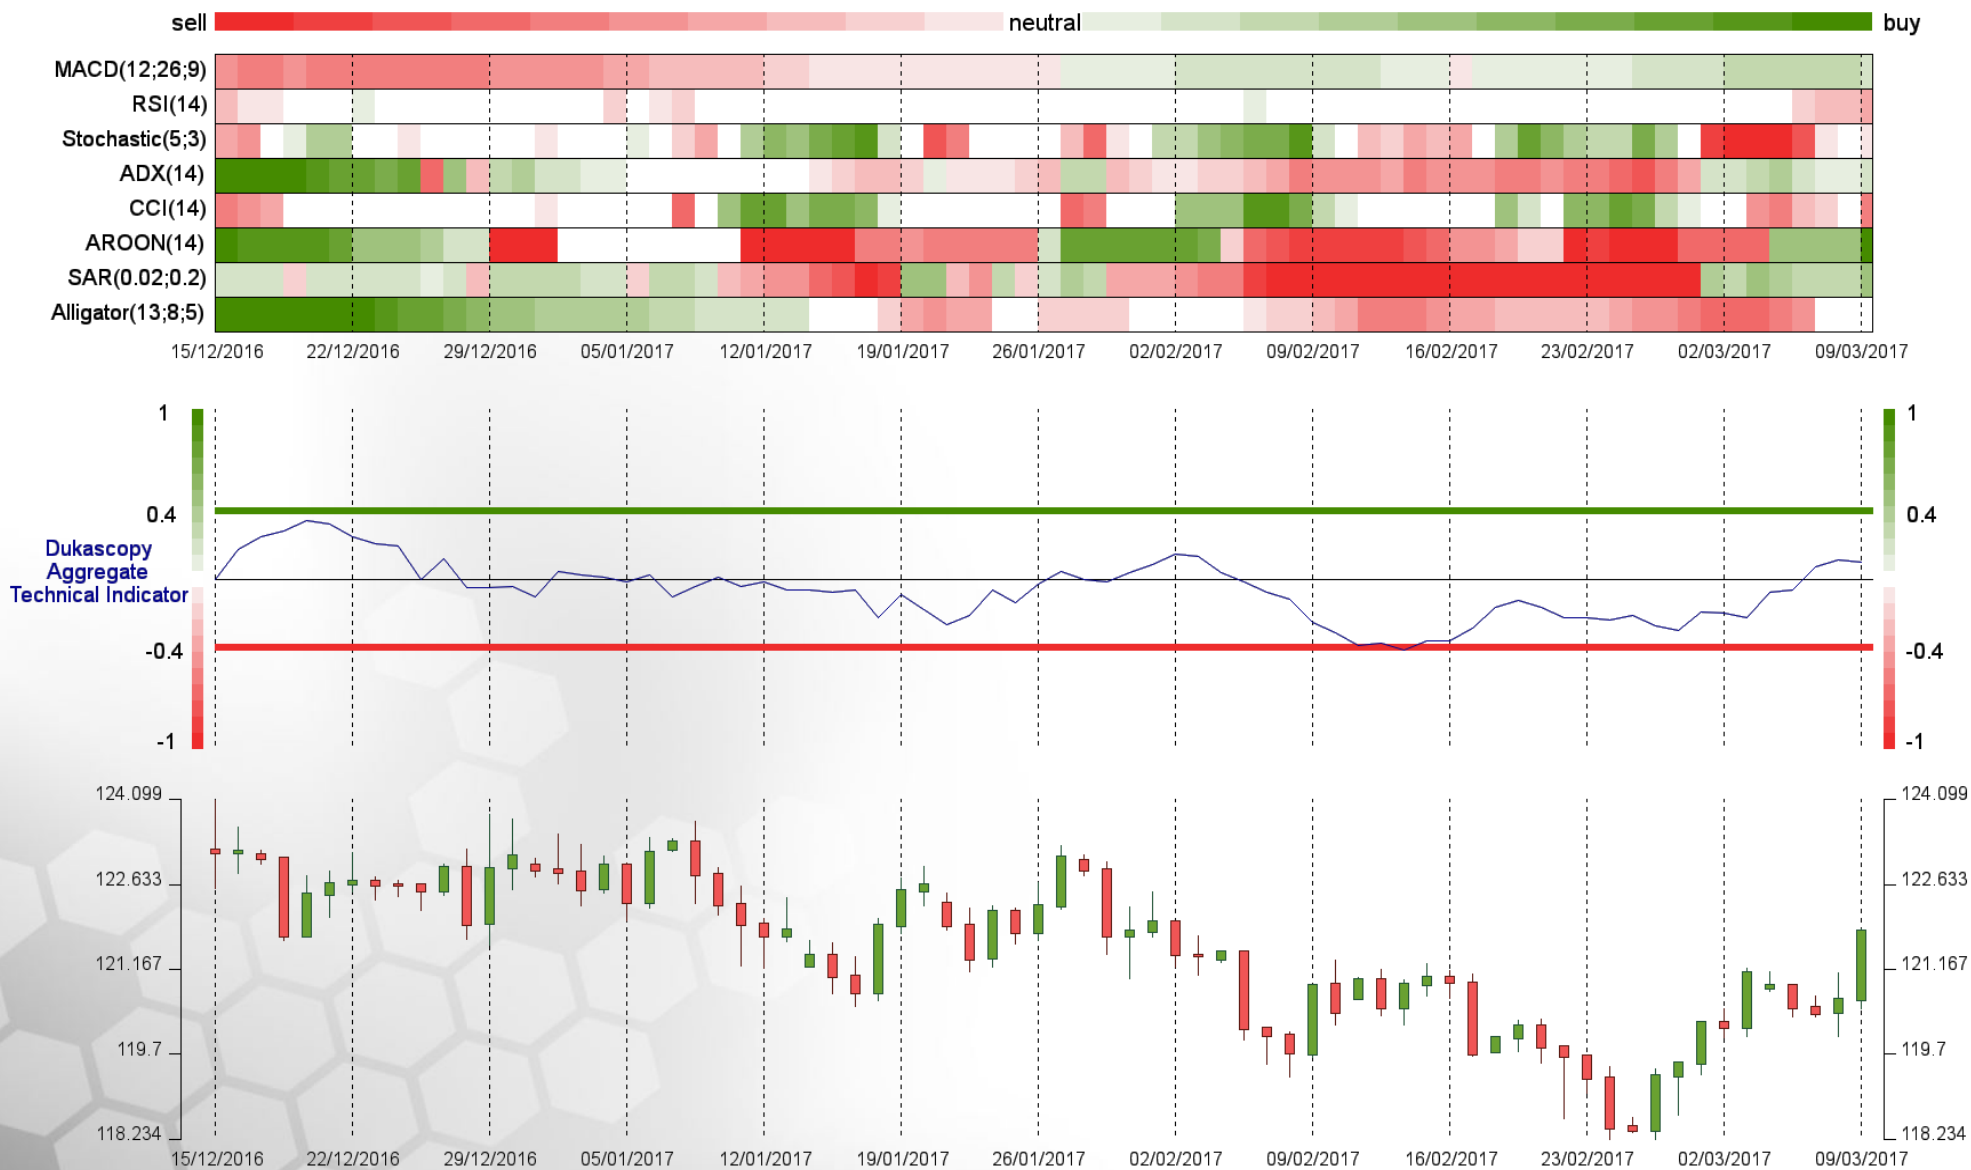 sell neutral buy
MACD(12;26;9)
RSI(14)
Stochastic(5;3)
ADX(14)
CCI(14)
AROON(14)
SAR(0.02;0.2)
Alligator(13;8;5)
15/12/2016 22/12/2016 29/12/2016 05/01/2017 12/01/2017 19/01/2017 26/01/2017 02/02/2017 09/02/2017 16/02/2017 23/02/2017 02/03/2017 09/03/2017
1 1
0.4 0.4
Dukascopy
Aggregate
Technical Indicator
-0.4 -0.4
-1 -1
124.099 124.099
122.633 122.633
121.167 121.167
119.7 119.7
118.234 118.234
15/12/2016 22/12/2016 29/12/2016 05/01/2017 12/01/2017 19/01/2017 26/01/2017 02/02/2017 09/02/2017 16/02/2017 23/02/2017 02/03/2017 09/03/2017